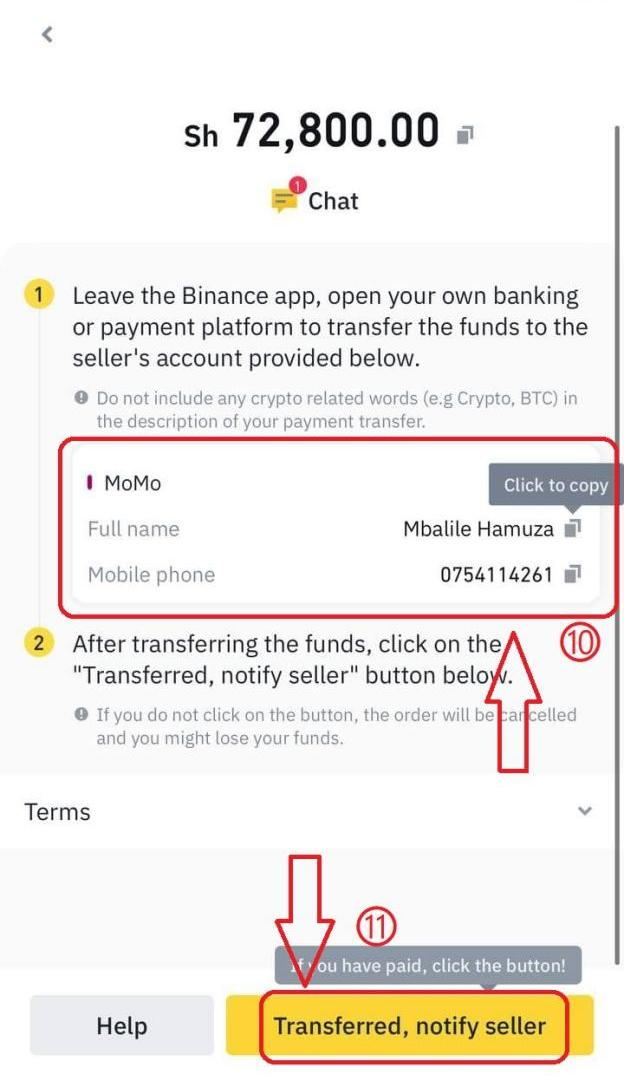 Sh 72,800.00
1
Chat
1
Leave the Binance app, open your own banking
or payment platform to transfer the funds to the
seller's account provided below.
Do not include any crypto related words (e.g Crypto, BTC) in
the description of your payment transfer.
MoMo
Click to copy
Full name
Mbalile Hamuza
Mobile phone
0754114261
10
2
After transferring the funds, click on the
"Transferred, notify seller" button below.
If you do not click on the button, the order will be cancelled
and you might lose your funds.
Terms
11
If you have paid, click the button!
Help
Transferred, notify seller